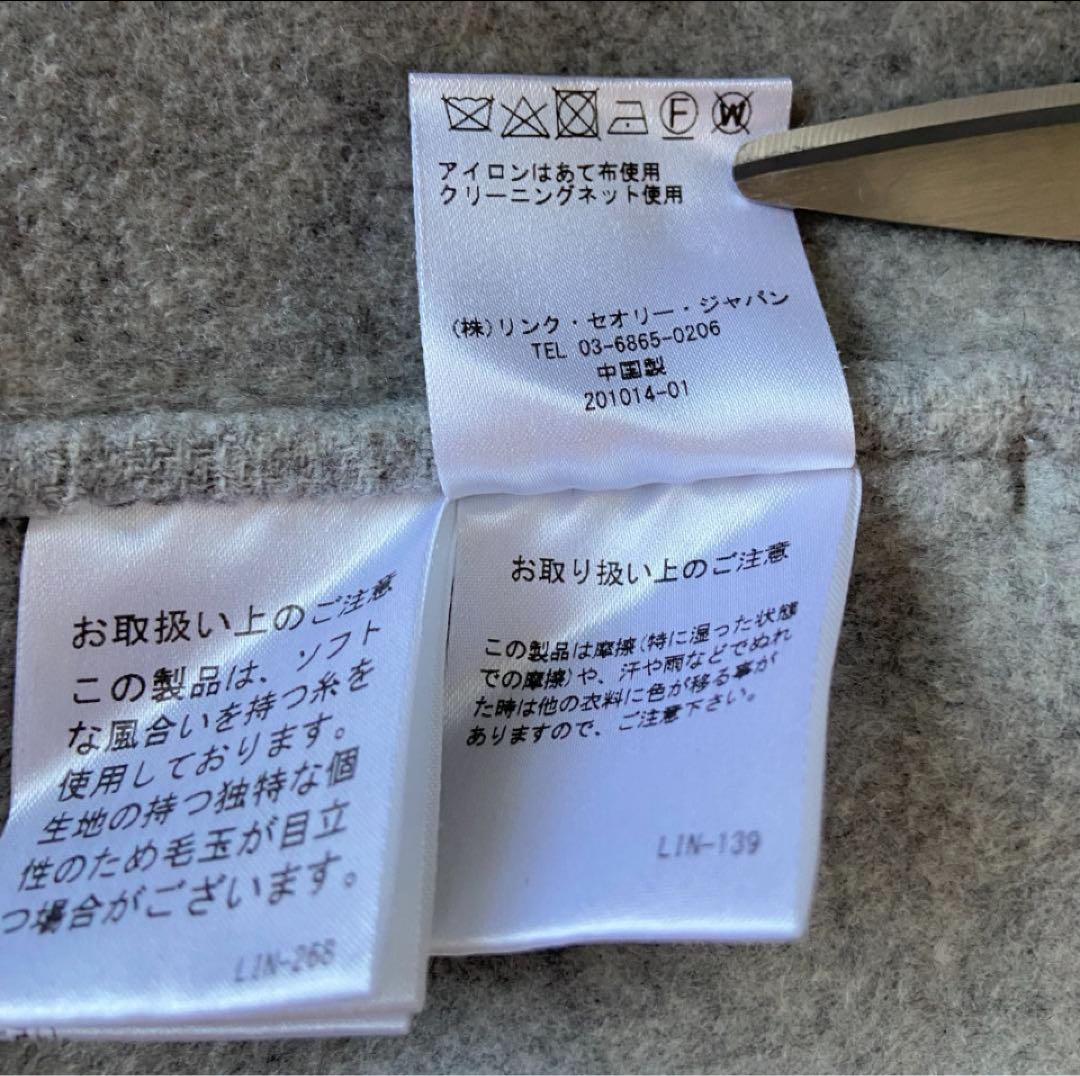 F W
アイロンはあて布使用
クリーニングネット使用
(株)リンク・セオリー・ジャパン
TEL 03-6865-0206
中国製
201014-01
お取扱い上のご注意
この製品は、ソフト
な風合いを持つ糸を
使用しております。
生地の持つ独特な個
性のため毛玉が目立
つ場合がございます。
LIN-268
お取り扱い上のご注意
この製品は摩擦(特に湿った状態
での摩擦)や、汗や雨などでぬれ
た時は他の衣料に色が移る事が
ありますので、ご注意下さい。
LIN-139